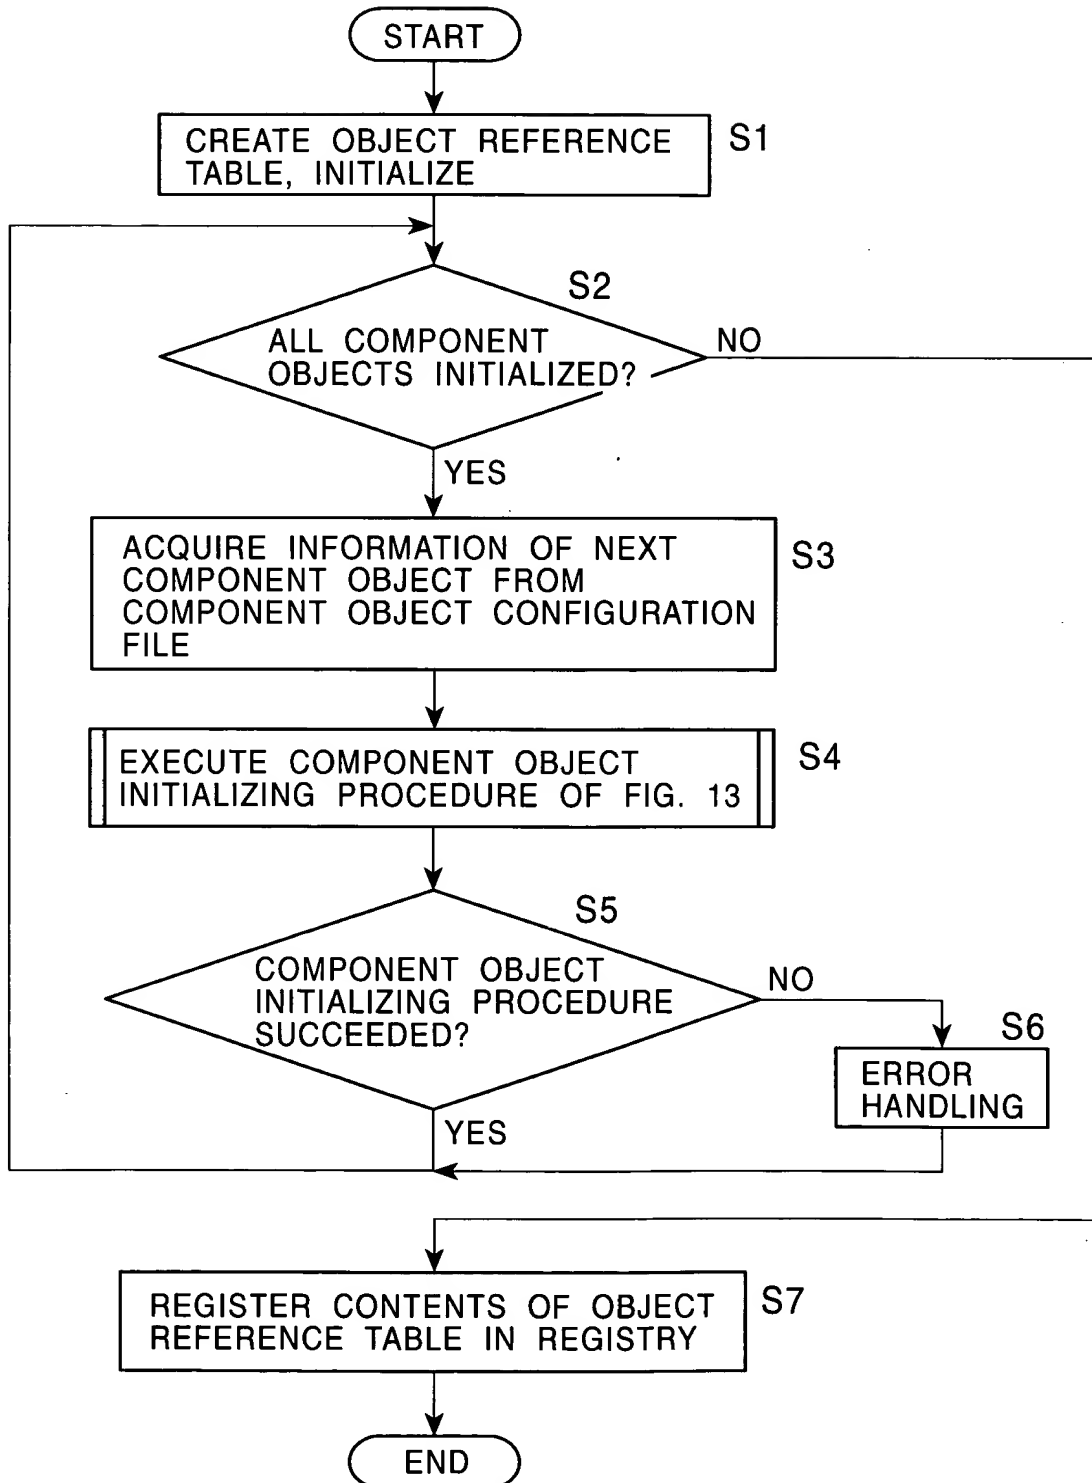 START
CREATE OBJECT REFERENCE
TABLE, INITIALIZE
S1
S2
ALL COMPONENT
OBJECTS INITIALIZED?
NO
YES
ACQUIRE INFORMATION OF NEXT
COMPONENT OBJECT FROM
COMPONENT OBJECT CONFIGURATION
FILE
S3
EXECUTE COMPONENT OBJECT
INITIALIZING PROCEDURE OF FIG. 13
S4
S5
COMPONENT OBJECT
INITIALIZING PROCEDURE
SUCCEEDED?
NO
S6
ERROR
HANDLING
YES
REGISTER CONTENTS OF OBJECT
REFERENCE TABLE IN REGISTRY
S7
END